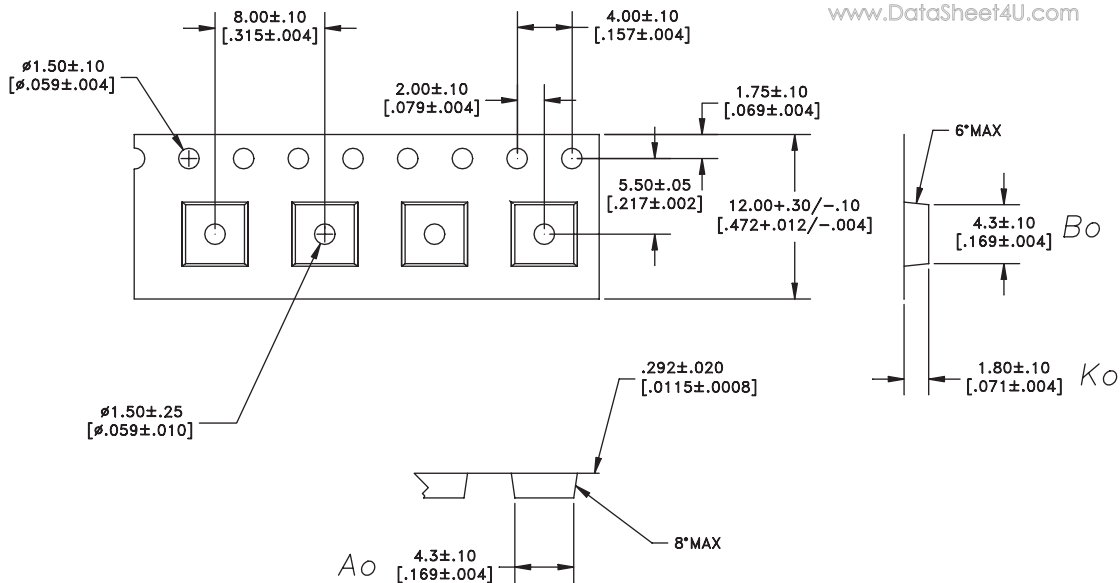 www.DataSheet4U.com
8.00±.10
[.315±.004]
4.00±.10
[.157±.004]
ø1.50±.10
[ø.059±.004]
2.00±.10
[.079±.004]
1.75±.10
[.069±.004]
6°MAX
5.50±.05
[.217±.002]
12.00+.30/-.10
[.472+.012/-.004]
4.3±.10
[.169±.004]
Bo
.292±.020
[.0115±.0008]
1.80±.10
[.071±.004]
Ko
ø1.50±.25
[ø.059±.010]
8°MAX
Ao
4.3±.10
[.169±.004]